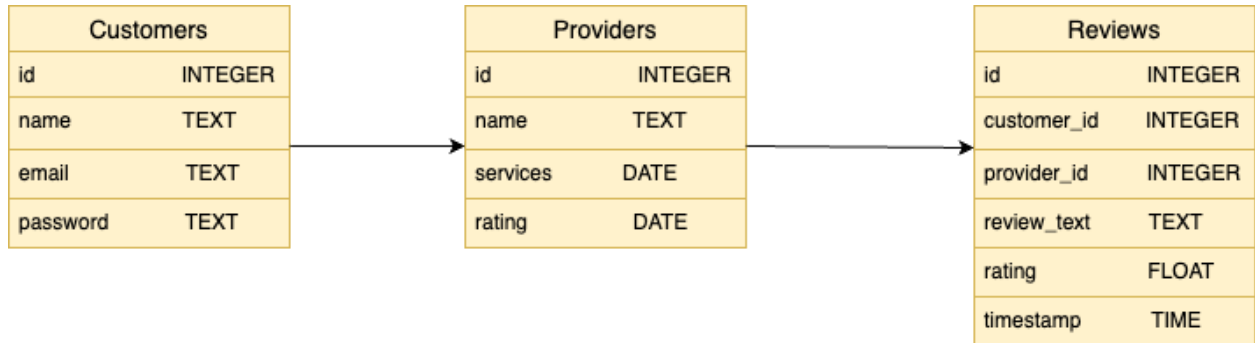 Customers
id INTEGER
name TEXT
email TEXT
password TEXT
Providers
id INTEGER
name TEXT
services DATE
rating DATE
Reviews
id INTEGER
customer_id INTEGER
provider_id INTEGER
review_text TEXT
rating FLOAT
timestamp TIME